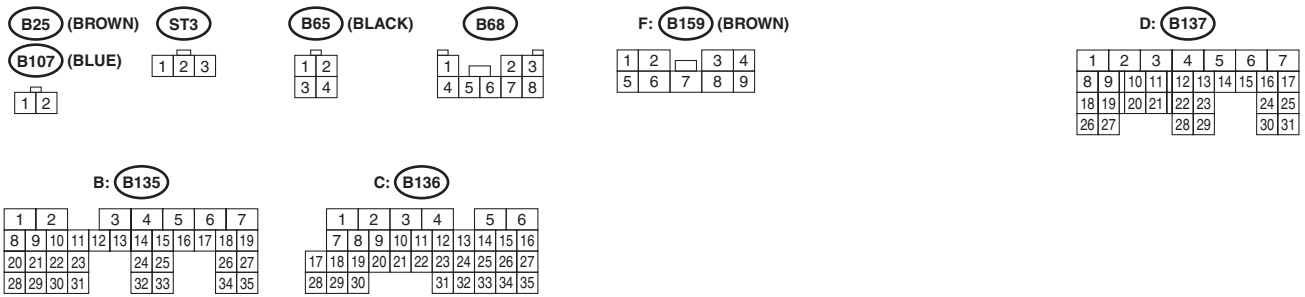 B25 (BROWN) ST3 B65 (BLACK) B68 F: B159 (BROWN) D: B137
B107 (BLUE)
1 2 3
1 2
3 4
1 2 3
4 5 6 7 8
1 2 3 4
5 6 7 8 9
1 2 3 4 5 6 7
8 9 10 11 12 13 14 15 16 17
18 19 20 21 22 23 24 25
26 27 28 29 30 31
1 2
B: B135
1 2 3 4 5 6 7
8 9 10 11 12 13 14 15 16 17 18 19
20 21 22 23 24 25 26 27
28 29 30 31 32 33 34 35
C: B136
1 2 3 4 5 6
7 8 9 10 11 12 13 14 15 16
17 18 19 20 21 22 23 24 25 26 27
28 29 30 31 32 33 34 35